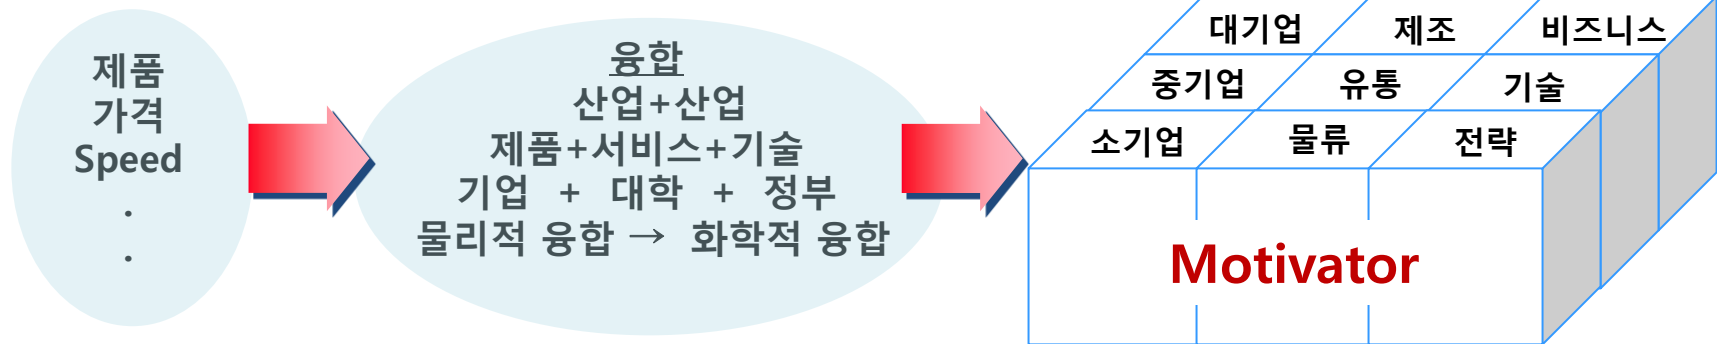 제품
가격
Speed
.
.
융합
산업+산업
제품+서비스+기술
기업 + 대학 + 정부
물리적 융합 → 화학적 융합
대기업 제조 비즈니스
중기업 유통 기술
소기업 물류 전략
Motivator